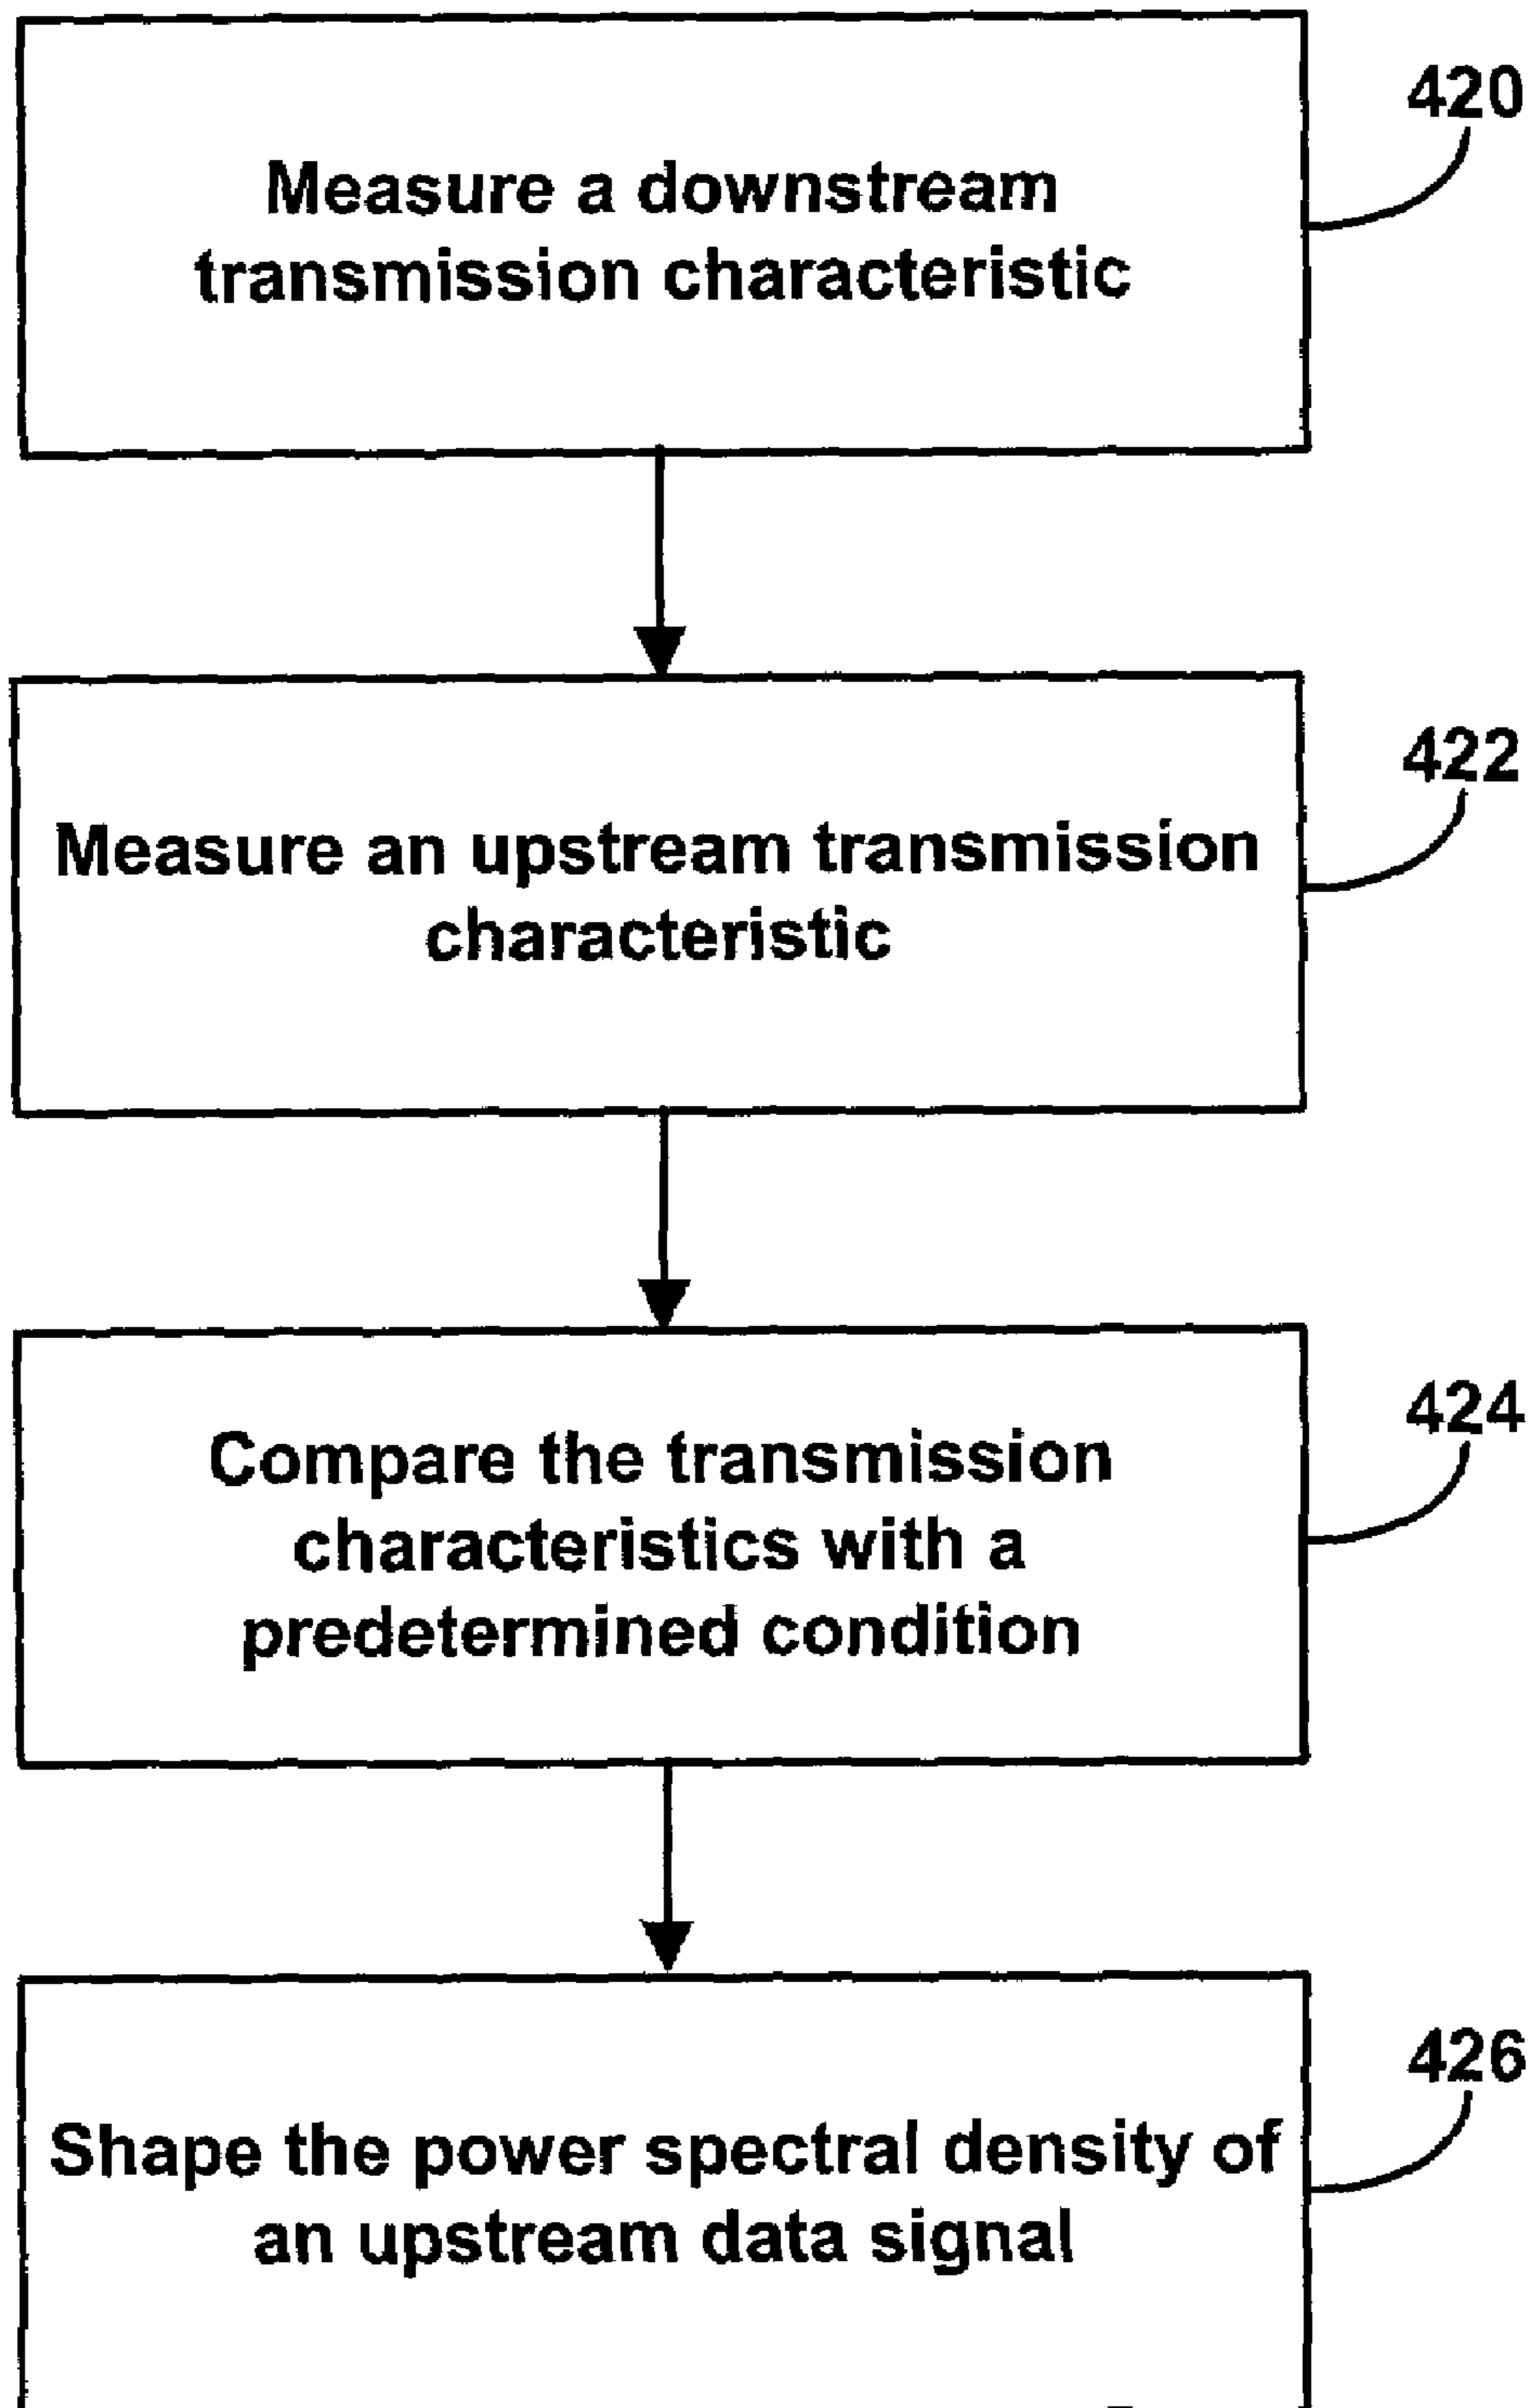 420
Measure a downstream
transmission characteristic
422
Measure an upstream transmission
characteristic
424
Compare the transmission
characteristics with a
predetermined condition
426
Shape the power spectral density of
an upstream data signal